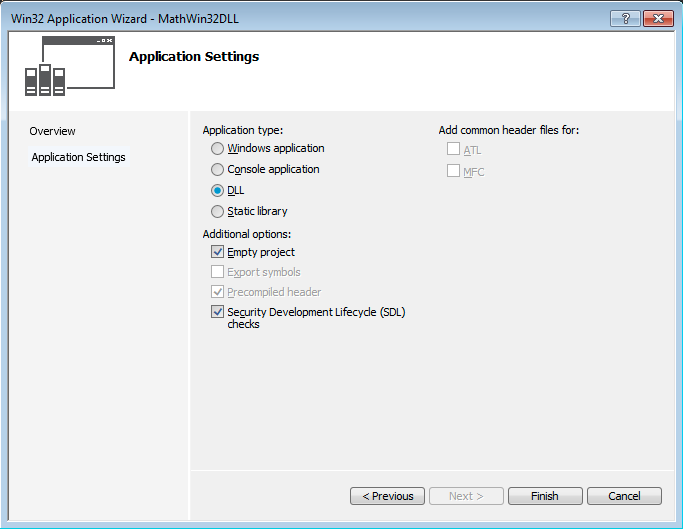 Win32 Application Wizard - MathWin32DLL
?
Application Settings
Overview
Application Settings
Application type:
Windows application
Console application
DLL
Static library
Additional options:
Empty project
Export symbols
Precompiled header
Security Development Lifecycle (SDL)
checks
Add common header files for:
ATL
MFC
< Previous
Next >
Finish
Cancel